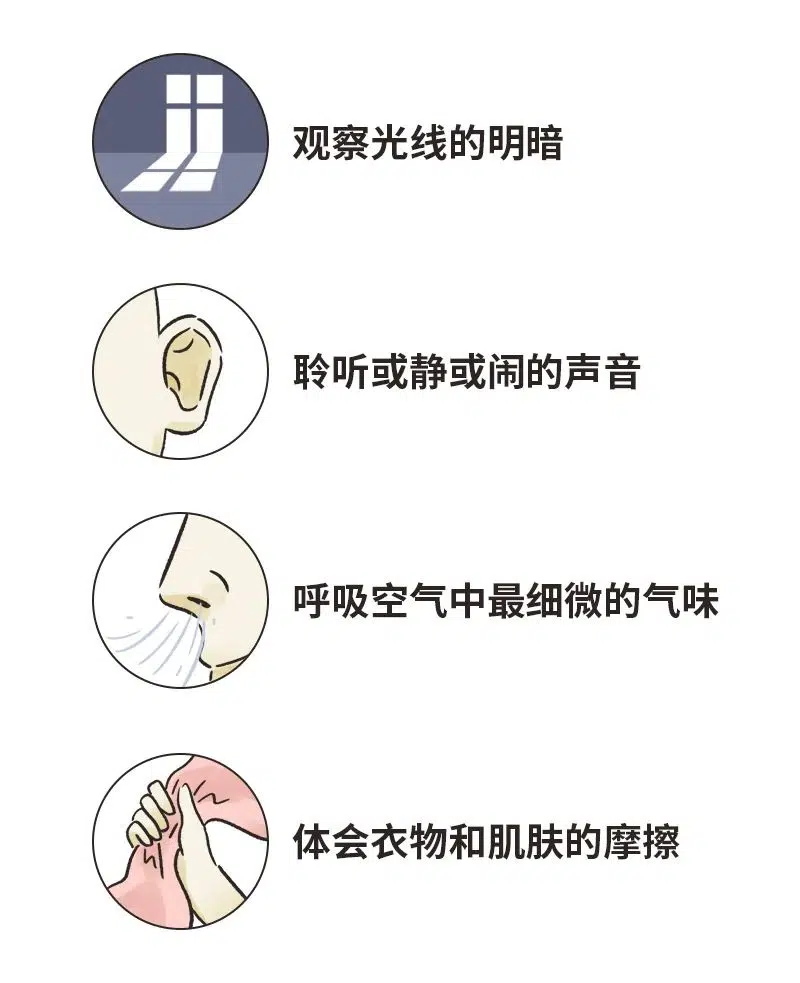 观察光线的明暗
聆听或静或闹的声音
呼吸空气中最细微的气味
体会衣物和肌肤的摩擦